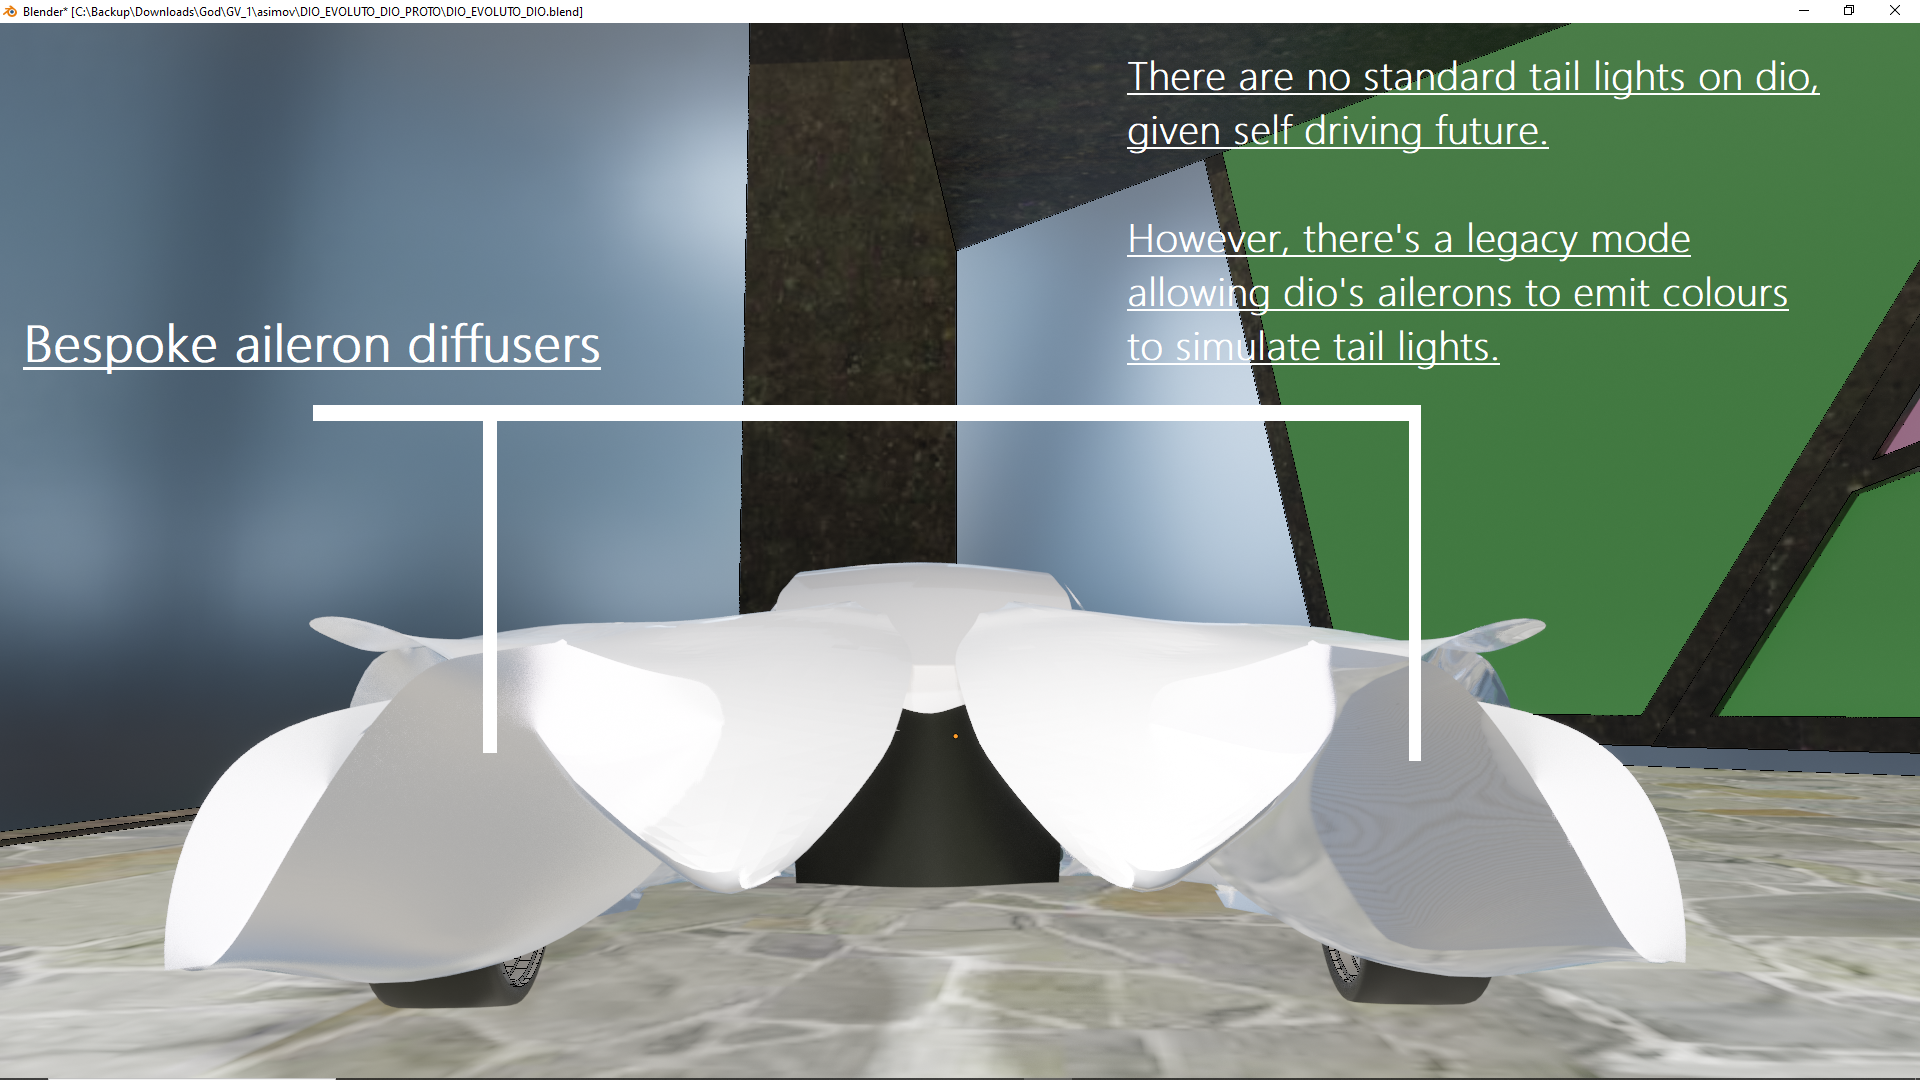 Blender* [C:\Backup\Downloads\God\GV_1\asimov\DIO_EVOLUTO_DIO_PROTO\DIO_EVOLUTO_DIO.blend]
There are no standard tail lights on dio,
given self driving future.
However, there's a legacy mode
allowing dio's ailerons to emit colours
to simulate tail lights.
Bespoke aileron diffusers